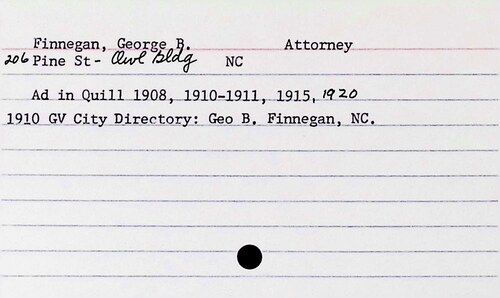 Finnegan, George B. Attorney
206 Pine St - Owl Bldg NC
Ad in Quill 1908, 1910-1911, 1915, 1920
1910 GV City Directory: Geo B. Finnegan, NC.